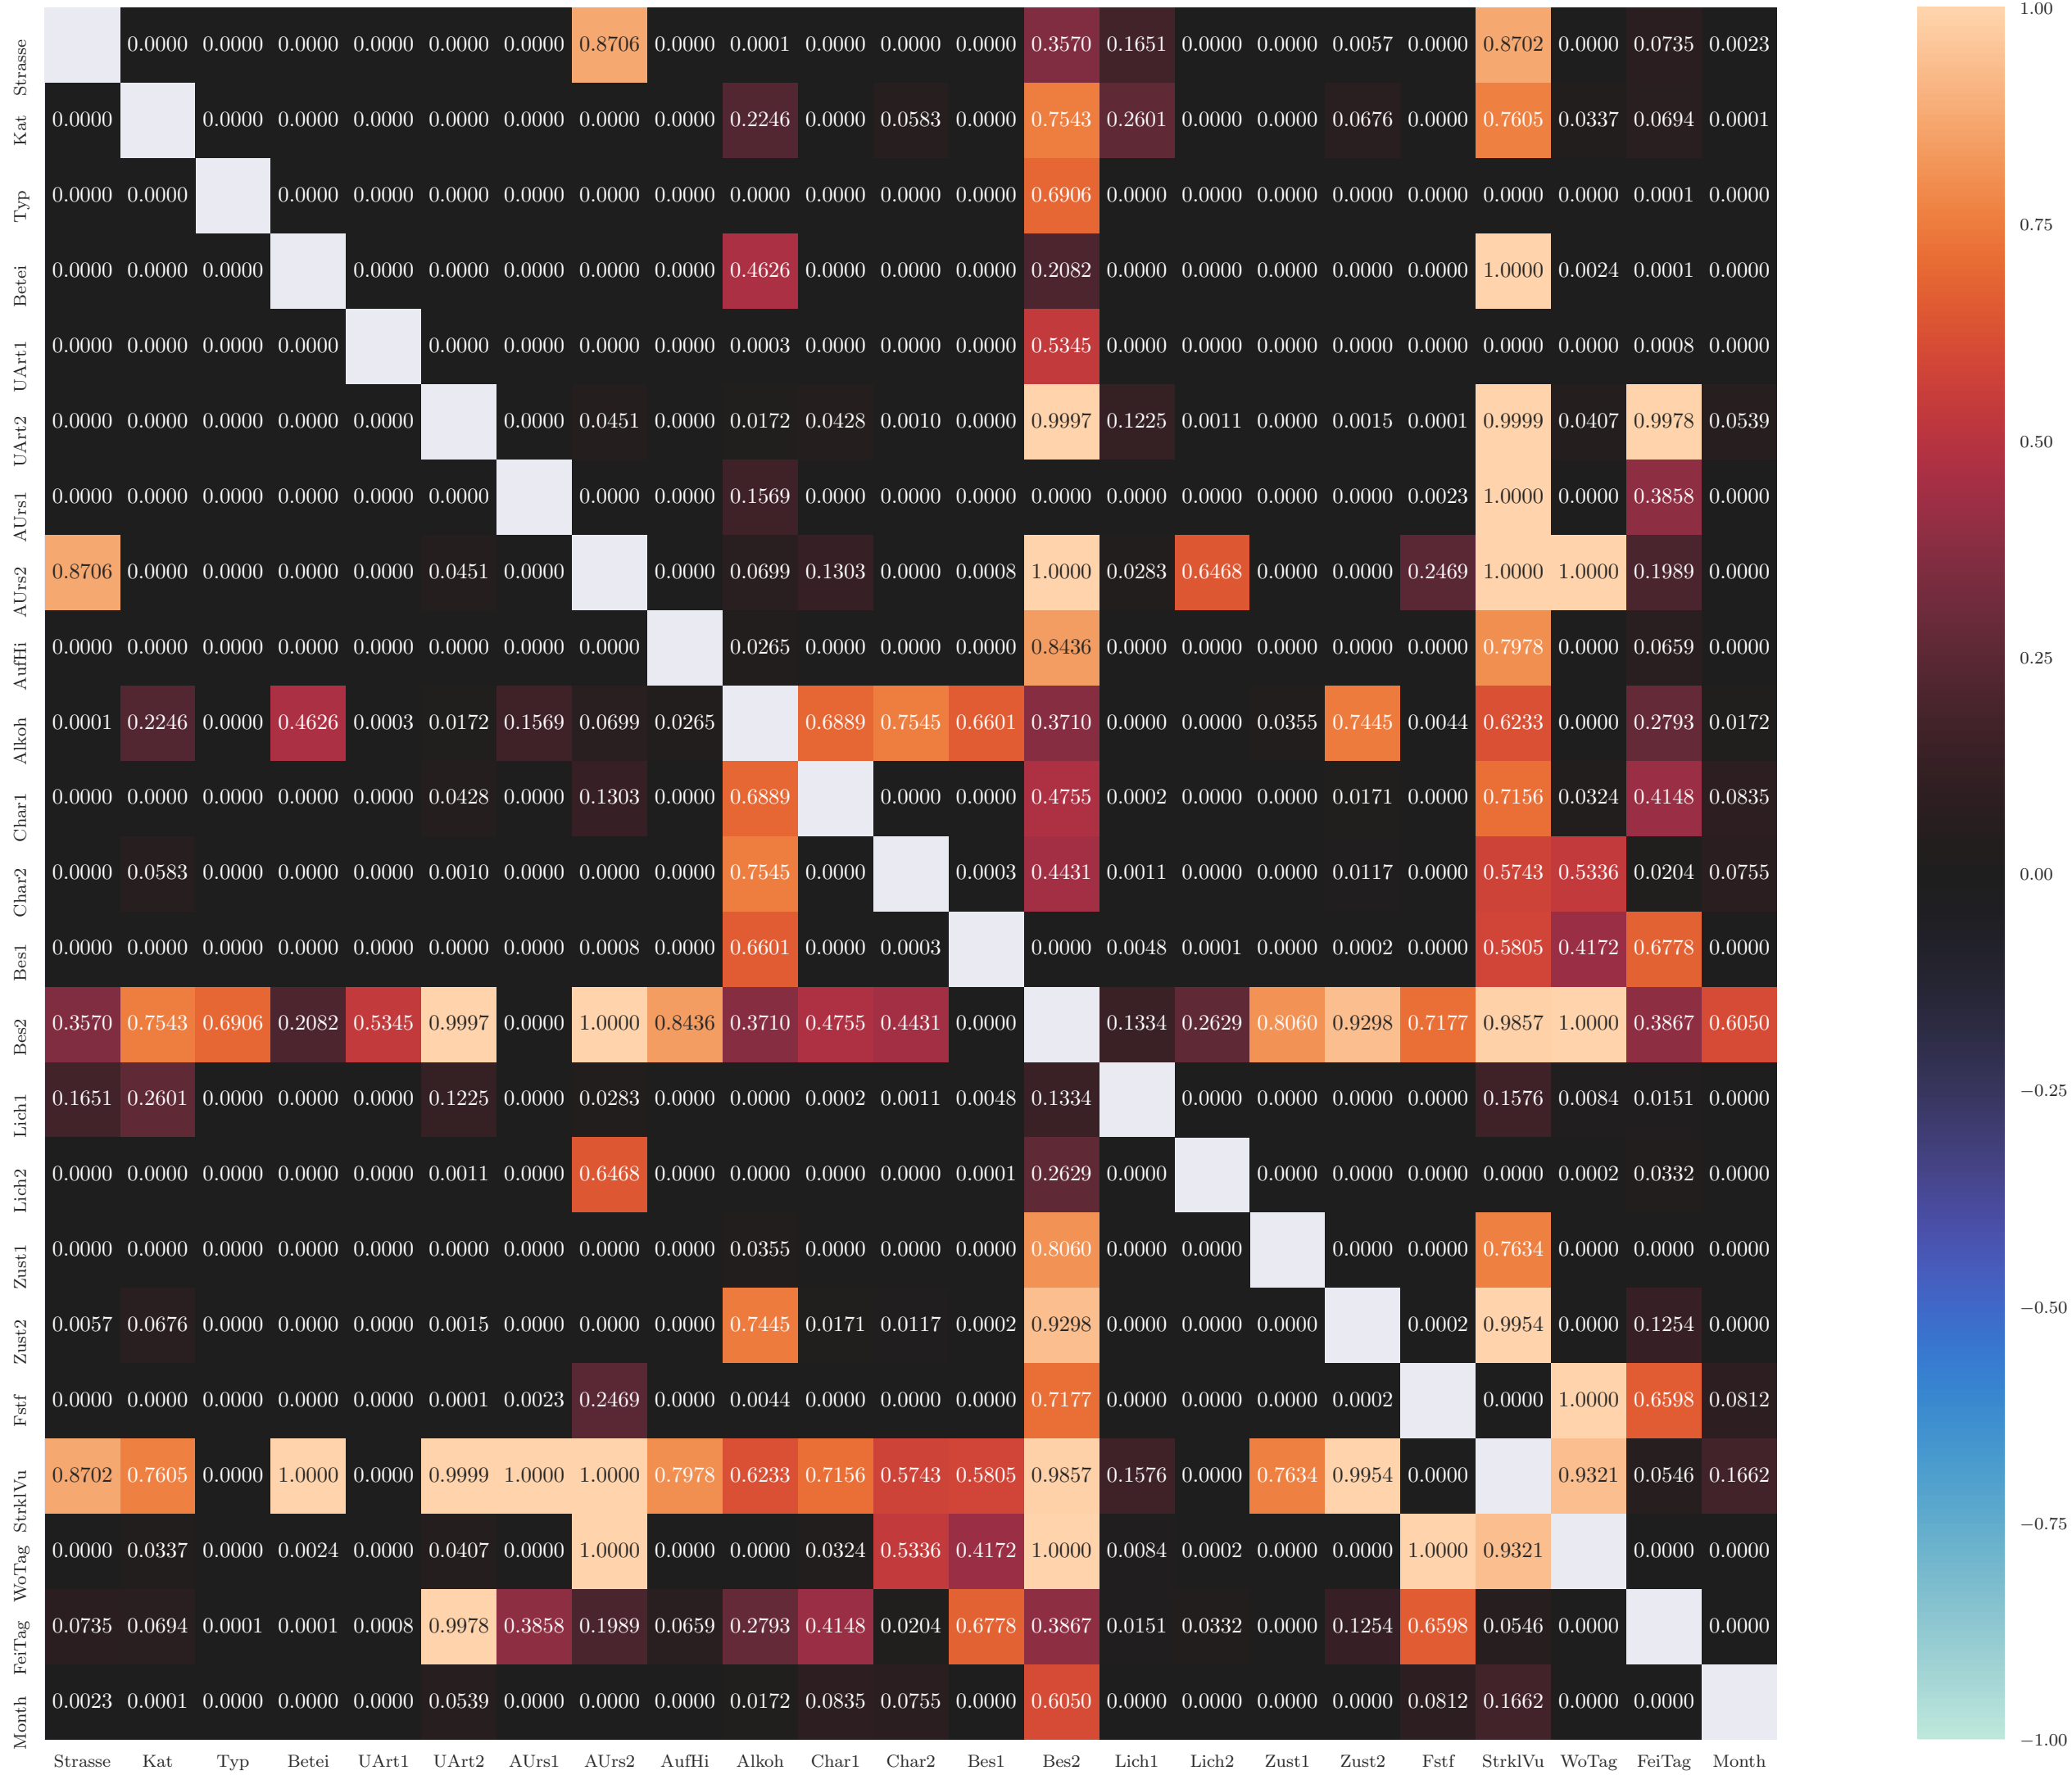 Strasse 0.0000 0.0000 0.0000 0.0000 0.0000 0.0000 0.8706 0.0000 0.0001 0.0000 0.0000 0.0000 0.3570 0.1651 0.0000 0.0000 0.0057 0.0000 0.8702 0.0000 0.0735 0.0023
Kat 0.0000 0.0000 0.0000 0.0000 0.0000 0.0000 0.0000 0.0000 0.2246 0.0000 0.0583 0.0000 0.7543 0.2601 0.0000 0.0000 0.0676 0.0000 0.7605 0.0337 0.0694 0.0001
Typ 0.0000 0.0000 0.0000 0.0000 0.0000 0.0000 0.0000 0.0000 0.0000 0.0000 0.0000 0.0000 0.6906 0.0000 0.0000 0.0000 0.0000 0.0000 0.0000 0.0000 0.0001 0.0000
Betei 0.0000 0.0000 0.0000 0.0000 0.0000 0.0000 0.0000 0.0000 0.4626 0.0000 0.0000 0.0000 0.2082 0.0000 0.0000 0.0000 0.0000 0.0000 1.0000 0.0024 0.0001 0.0000
UArt1 0.0000 0.0000 0.0000 0.0000 0.0000 0.0000 0.0000 0.0000 0.0003 0.0000 0.0000 0.0000 0.5345 0.0000 0.0000 0.0000 0.0000 0.0000 0.0000 0.0000 0.0008 0.0000
UArt2 0.0000 0.0000 0.0000 0.0000 0.0000 0.0000 0.0451 0.0000 0.0172 0.0428 0.0010 0.0000 0.9997 0.1225 0.0011 0.0000 0.0015 0.0001 0.9999 0.0407 0.9978 0.0539
AUrs1 0.0000 0.0000 0.0000 0.0000 0.0000 0.0000 0.0000 0.0000 0.1569 0.0000 0.0000 0.0000 0.0000 0.0000 0.0000 0.0000 0.0000 0.0023 1.0000 0.0000 0.3858 0.0000
AUrs2 0.8706 0.0000 0.0000 0.0000 0.0000 0.0451 0.0000 0.0000 0.0699 0.1303 0.0000 0.0008 1.0000 0.0283 0.6468 0.0000 0.0000 0.2469 1.0000 1.0000 0.1989 0.0000
AufHi 0.0000 0.0000 0.0000 0.0000 0.0000 0.0000 0.0000 0.0000 0.0265 0.0000 0.0000 0.0000 0.8436 0.0000 0.0000 0.0000 0.0000 0.0000 0.7978 0.0000 0.0659 0.0000
Alkoh 0.0001 0.2246 0.0000 0.4626 0.0003 0.0172 0.1569 0.0699 0.0265 0.6889 0.7545 0.6601 0.3710 0.0000 0.0000 0.0355 0.7445 0.0044 0.6233 0.0000 0.2793 0.0172
Char1 0.0000 0.0000 0.0000 0.0000 0.0000 0.0428 0.0000 0.1303 0.0000 0.6889 0.0000 0.0000 0.4755 0.0002 0.0000 0.0000 0.0171 0.0000 0.7156 0.0324 0.4148 0.0835
Char2 0.0000 0.0583 0.0000 0.0000 0.0000 0.0010 0.0000 0.0000 0.0000 0.7545 0.0000 0.0003 0.4431 0.0011 0.0000 0.0000 0.0117 0.0000 0.5743 0.5336 0.0204 0.0755
Bes1 0.0000 0.0000 0.0000 0.0000 0.0000 0.0000 0.0000 0.0008 0.0000 0.6601 0.0000 0.0003 0.0000 0.0048 0.0001 0.0000 0.0002 0.0000 0.5805 0.4172 0.6778 0.0000
Bes2 0.3570 0.7543 0.6906 0.2082 0.5345 0.9997 0.0000 1.0000 0.8436 0.3710 0.4755 0.4431 0.0000 0.1334 0.2629 0.8060 0.9298 0.7177 0.9857 1.0000 0.3867 0.6050
Lich1 0.1651 0.2601 0.0000 0.0000 0.0000 0.1225 0.0000 0.0283 0.0000 0.0000 0.0002 0.0011 0.0048 0.1334 0.0000 0.0000 0.0000 0.0000 0.1576 0.0084 0.0151 0.0000
Lich2 0.0000 0.0000 0.0000 0.0000 0.0000 0.0011 0.0000 0.6468 0.0000 0.0000 0.0000 0.0000 0.0001 0.2629 0.0000 0.0000 0.0000 0.0000 0.0000 0.0002 0.0332 0.0000
Zust1 0.0000 0.0000 0.0000 0.0000 0.0000 0.0000 0.0000 0.0000 0.0000 0.0355 0.0000 0.0000 0.0000 0.8060 0.0000 0.0000 0.0000 0.0000 0.7634 0.0000 0.0000 0.0000
Zust2 0.0057 0.0676 0.0000 0.0000 0.0000 0.0015 0.0000 0.0000 0.0000 0.7445 0.0171 0.0117 0.0002 0.9298 0.0000 0.0000 0.0000 0.0002 0.9954 0.0000 0.1254 0.0000
Fstf 0.0000 0.0000 0.0000 0.0000 0.0000 0.0001 0.0023 0.2469 0.0000 0.0044 0.0000 0.0000 0.0000 0.7177 0.0000 0.0000 0.0000 0.0002 0.0000 1.0000 0.6598 0.0812
StrklVu 0.8702 0.7605 0.0000 1.0000 0.0000 0.9999 1.0000 1.0000 0.7978 0.6233 0.7156 0.5743 0.5805 0.9857 0.1576 0.0000 0.7634 0.9954 0.0000 0.9321 0.0546 0.1662
WoTag 0.0000 0.0337 0.0000 0.0024 0.0000 0.0407 0.0000 1.0000 0.0000 0.0000 0.0324 0.5336 0.4172 1.0000 0.0084 0.0002 0.0000 0.0000 1.0000 0.9321 0.0000 0.0000
FeiTag 0.0735 0.0694 0.0001 0.0001 0.0008 0.9978 0.3858 0.1989 0.0659 0.2793 0.4148 0.0204 0.6778 0.3867 0.0151 0.0332 0.0000 0.1254 0.6598 0.0546 0.0000 0.0000
Month 0.0023 0.0001 0.0000 0.0000 0.0000 0.0539 0.0000 0.0000 0.0000 0.0172 0.0835 0.0755 0.0000 0.6050 0.0000 0.0000 0.0000 0.0000 0.0812 0.1662 0.0000 0.0000
Strasse Kat Typ Betei UArt1 UArt2 AUrs1 AUrs2 AufHi Alkoh Char1 Char2 Bes1 Bes2 Lich1 Lich2 Zust1 Zust2 Fstf StrklVu WoTag FeiTag Month
1.00
0.75
0.50
0.25
0.00
−0.25
−0.50
−0.75
−1.00